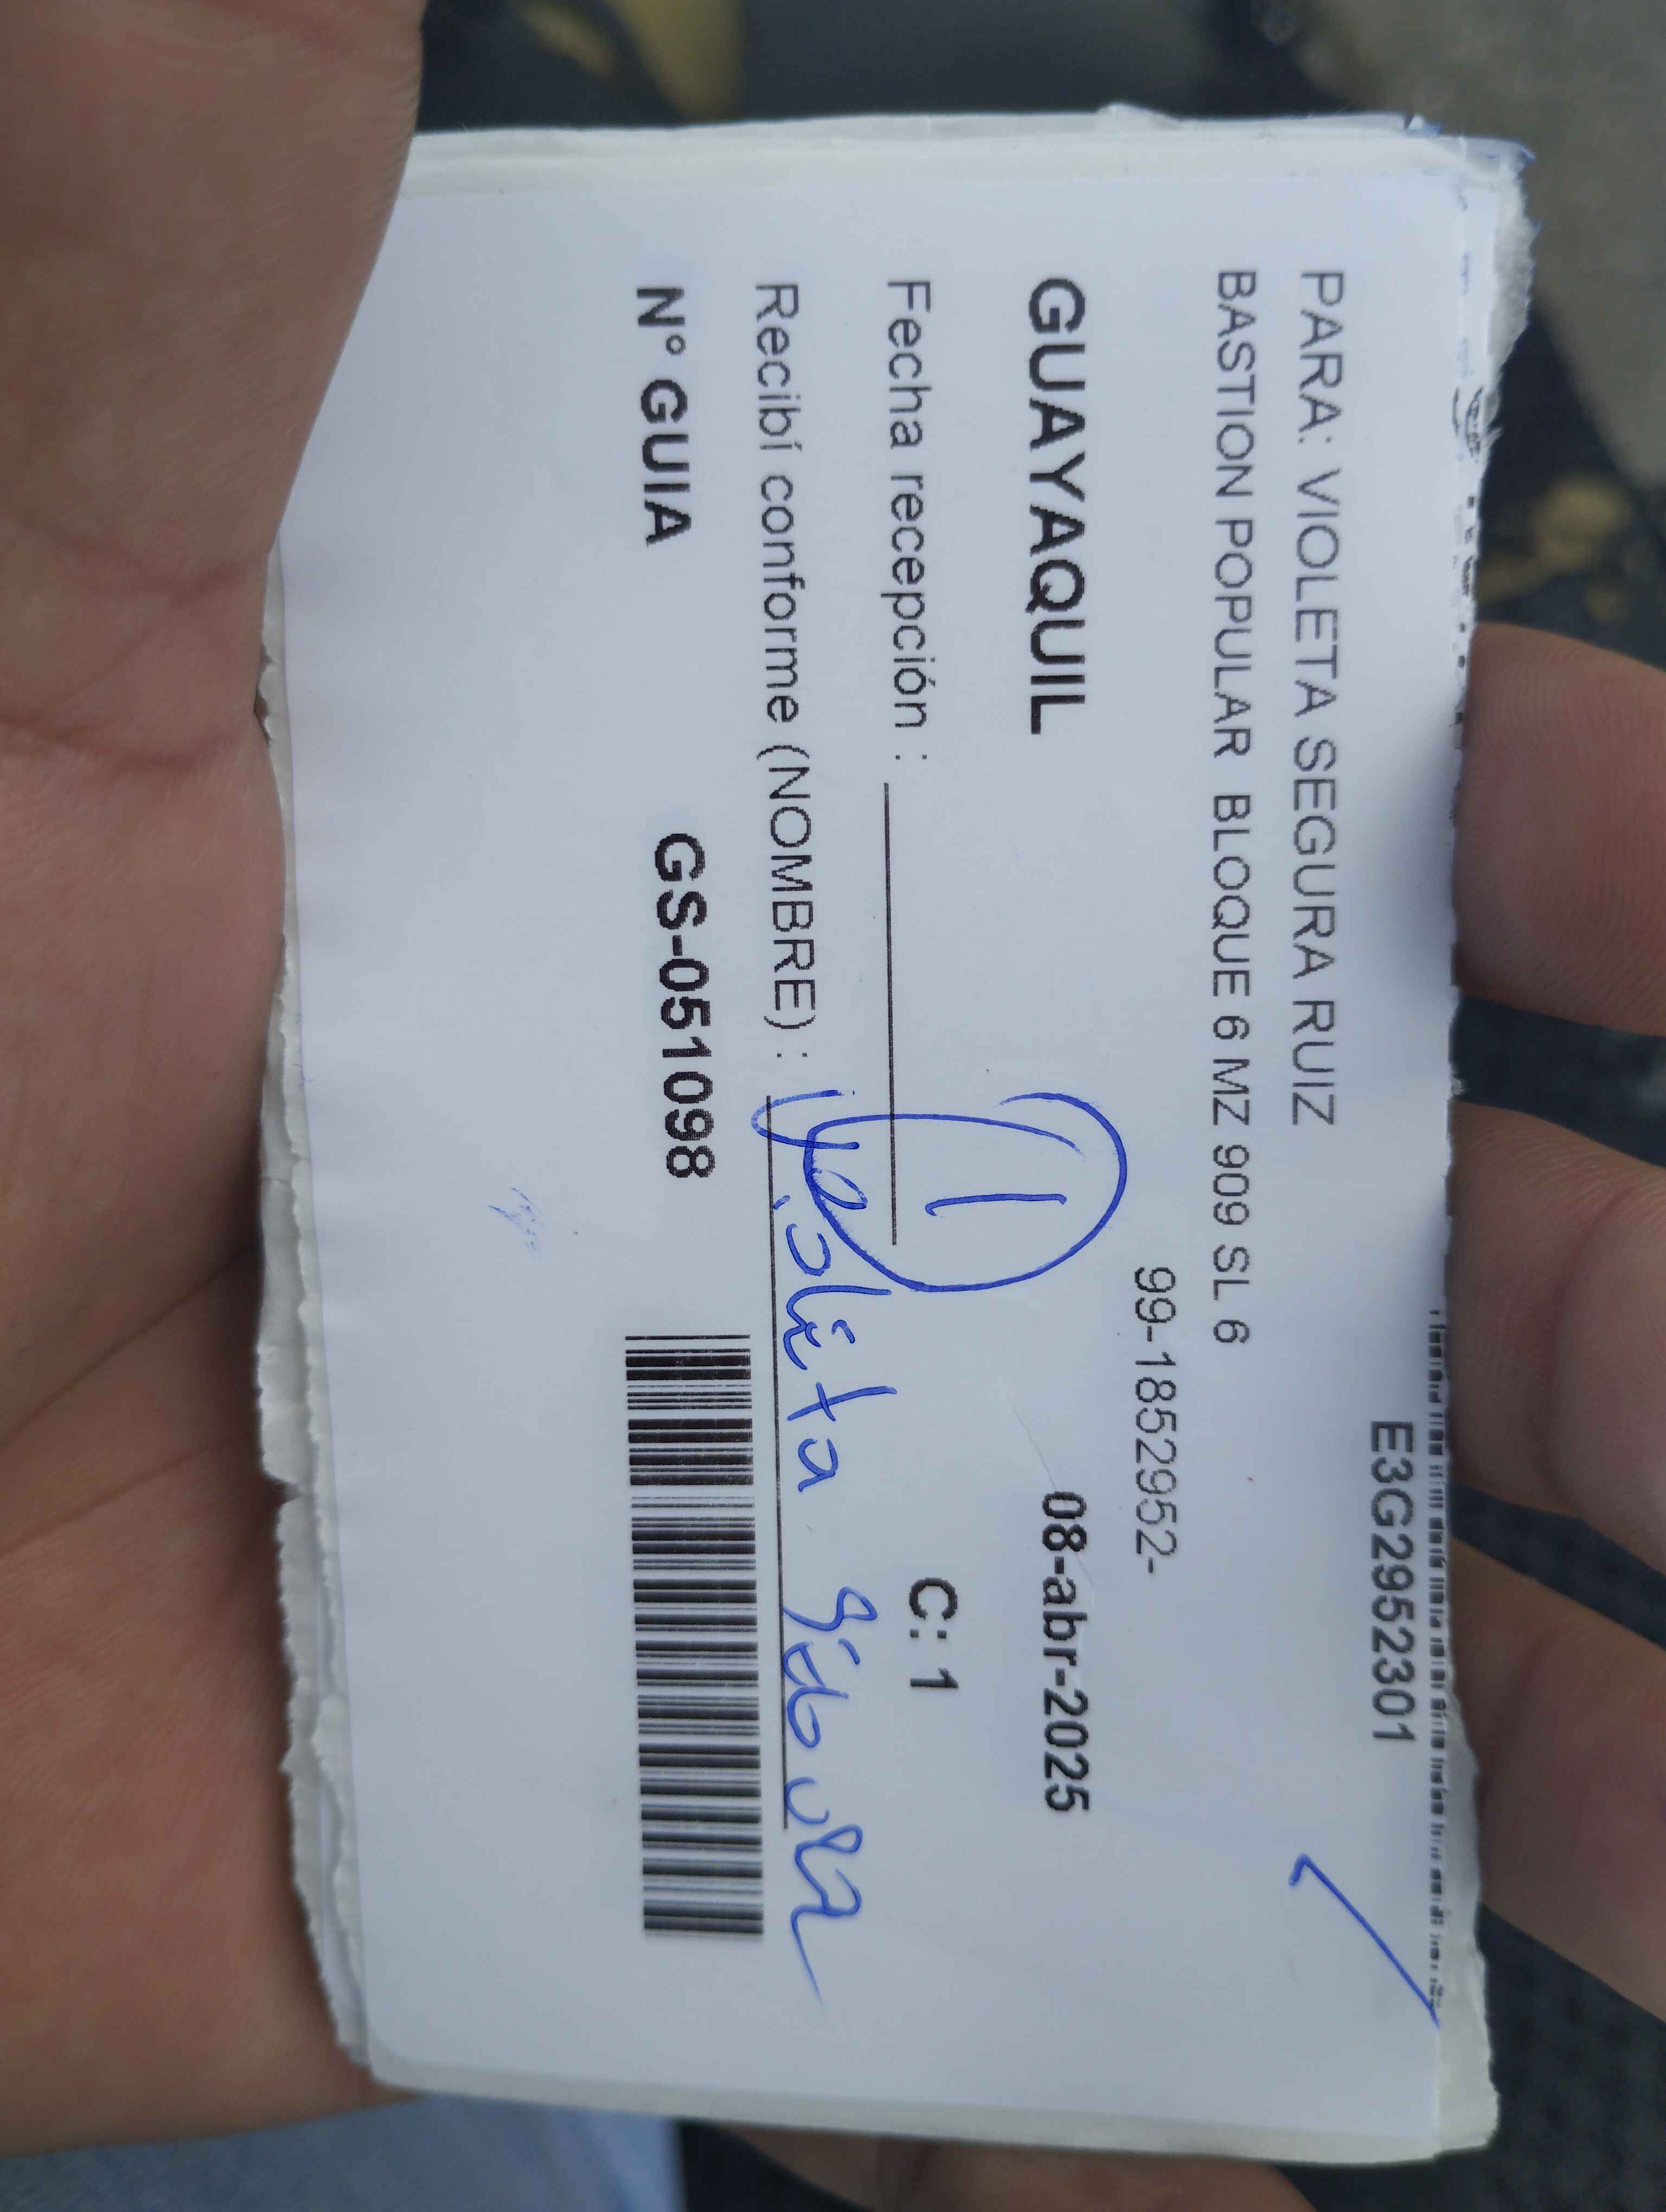 E3G2952301
PARA: VIOLETA SEGURA RUIZ
BASTION POPULAR BLOQUE 6 MZ 909 SL 6
99-1852952-
GUAYAQUIL 08-abr-2025
1
Fecha recepción : C: 1
Recibí conforme (NOMBRE) :
N° GUIA GS-051098